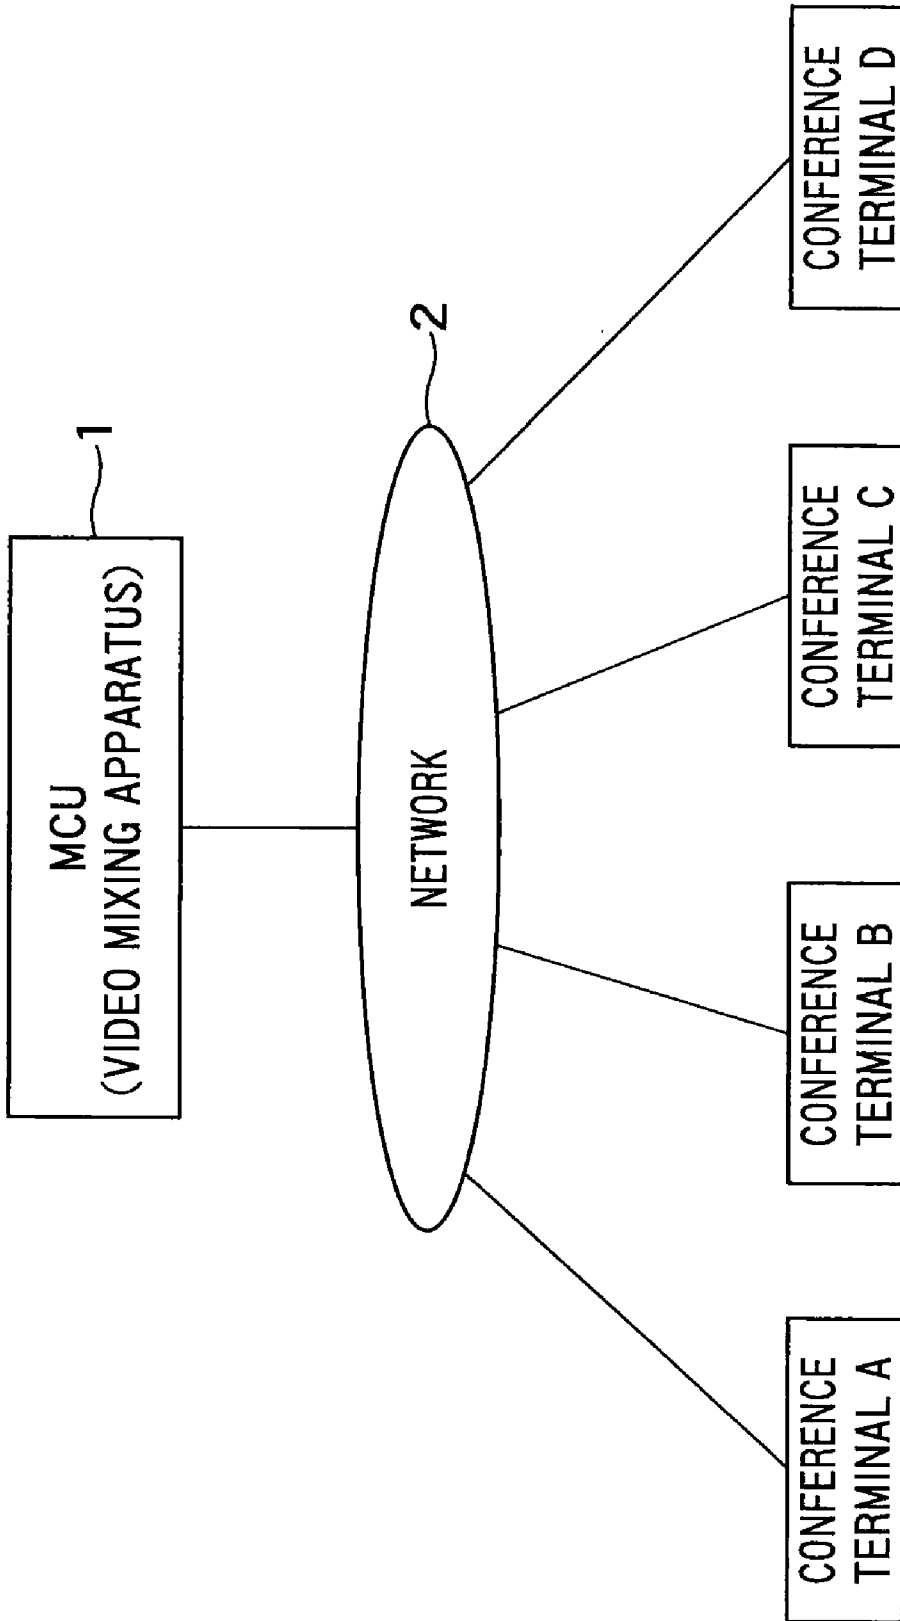 MCU
(VIDEO MIXING APPARATUS)
1
NETWORK
2
CONFERENCE
TERMINAL A
CONFERENCE
TERMINAL B
CONFERENCE
TERMINAL C
CONFERENCE
TERMINAL D